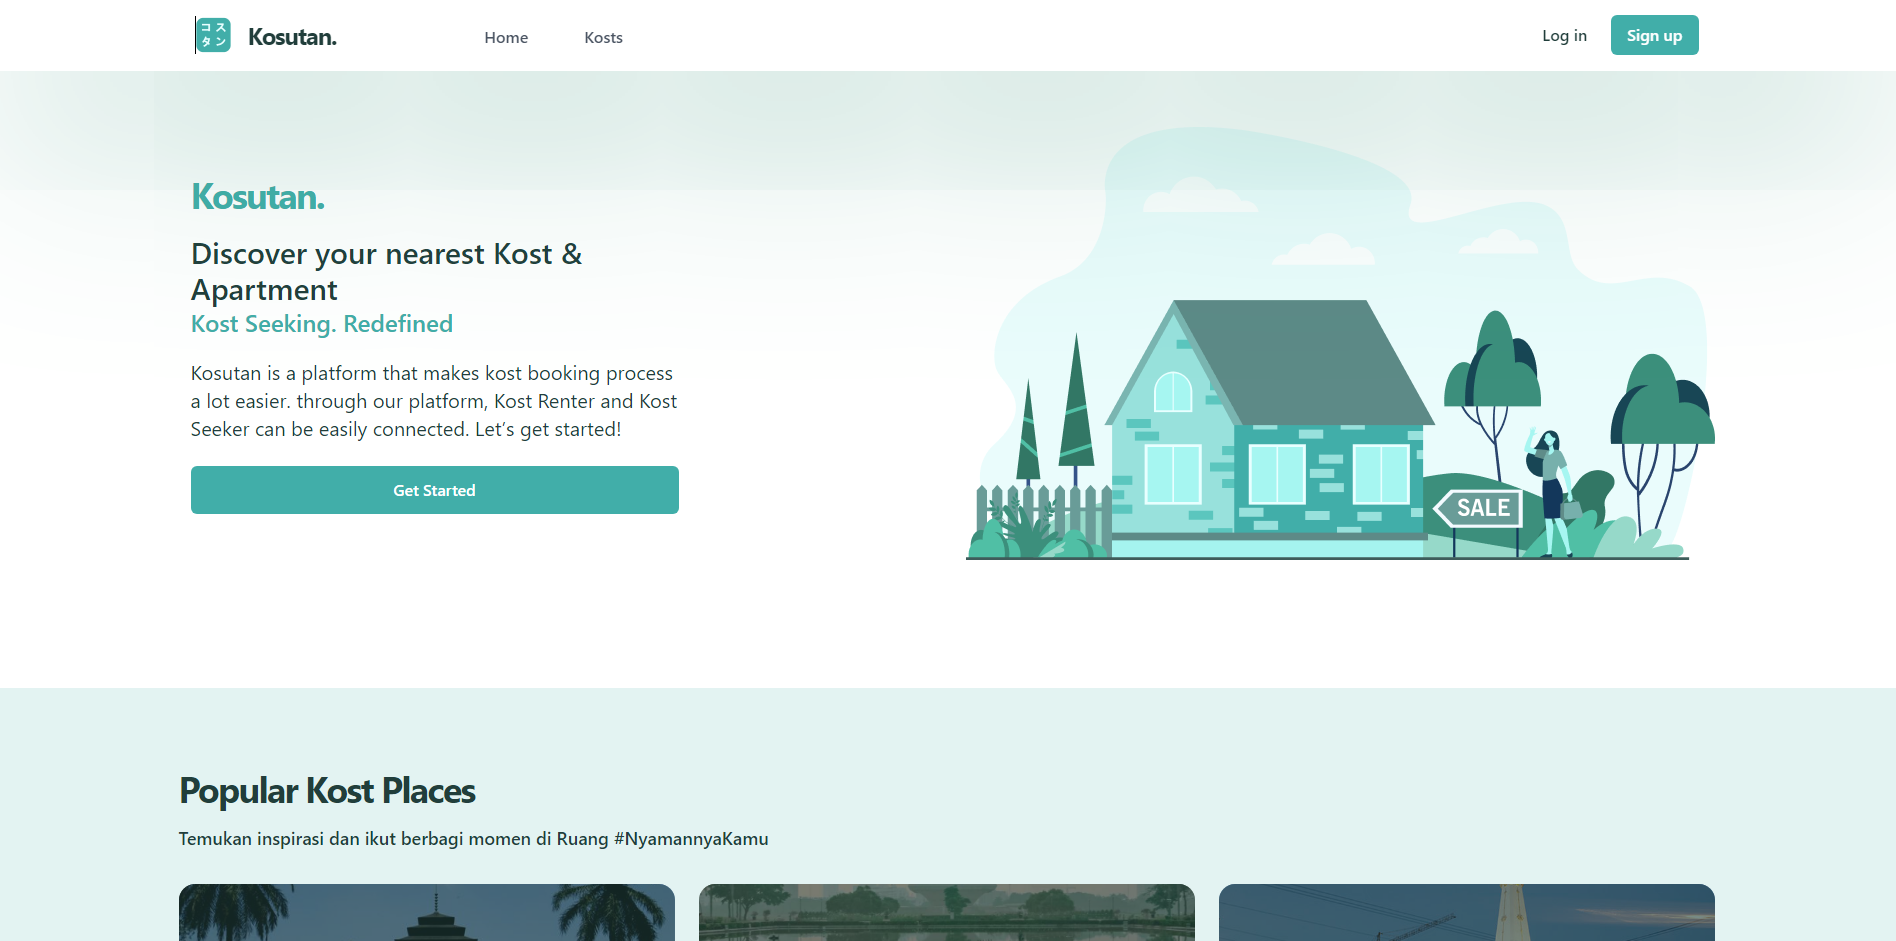 コス
タン
Kosutan.
Home
Kosts
Log in
Sign up
Kosutan.
Discover your nearest Kost &
Apartment
Kost Seeking. Redefined
Kosutan is a platform that makes kost booking process
a lot easier. through our platform, Kost Renter and Kost
Seeker can be easily connected. Let’s get started!
Get Started
SALE
Popular Kost Places
Temukan inspirasi dan ikut berbagi momen di Ruang #NyamannyaKamu